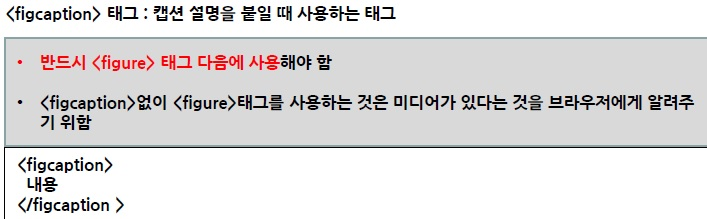 <figcaption> 태그 : 캡션 설명을 붙일 때 사용하는 태그
• 반드시 <figure> 태그 다음에 사용해야 함
• <figcaption>없이 <figure>태그를 사용하는 것은 미디어가 있다는 것을 브라우저에게 알려주
기 위함
<figcaption>
내용
</figcaption >